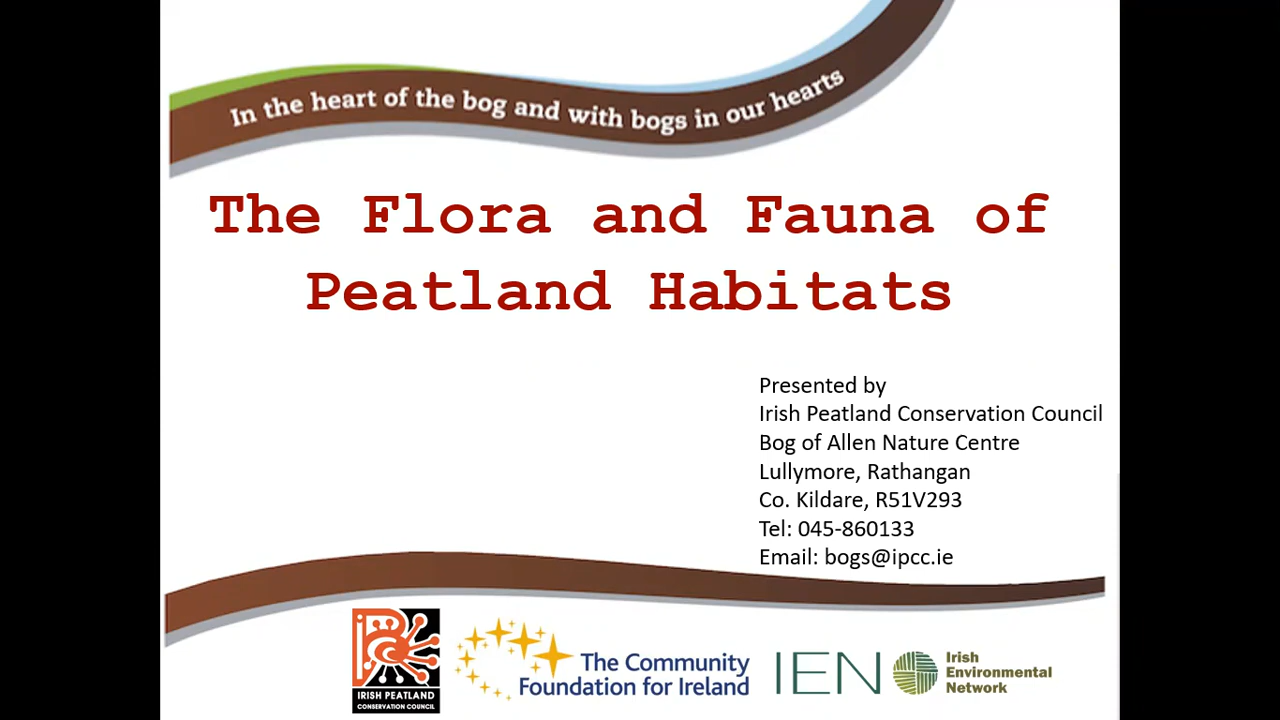 In the heart of the bog and with bogs in our hearts
The Flora and Fauna of
Peatland Habitats
Presented by
Irish Peatland Conservation Council
Bog of Allen Nature Centre
Lullymore, Rathangan
Co. Kildare, R51V293
Tel: 045-860133
Email: bogs@ipcc.ie
IPCC
IRISH PEATLAND
CONSERVATION COUNCIL
The Community
Foundation for Ireland
IEN
Irish
Environmental
Network